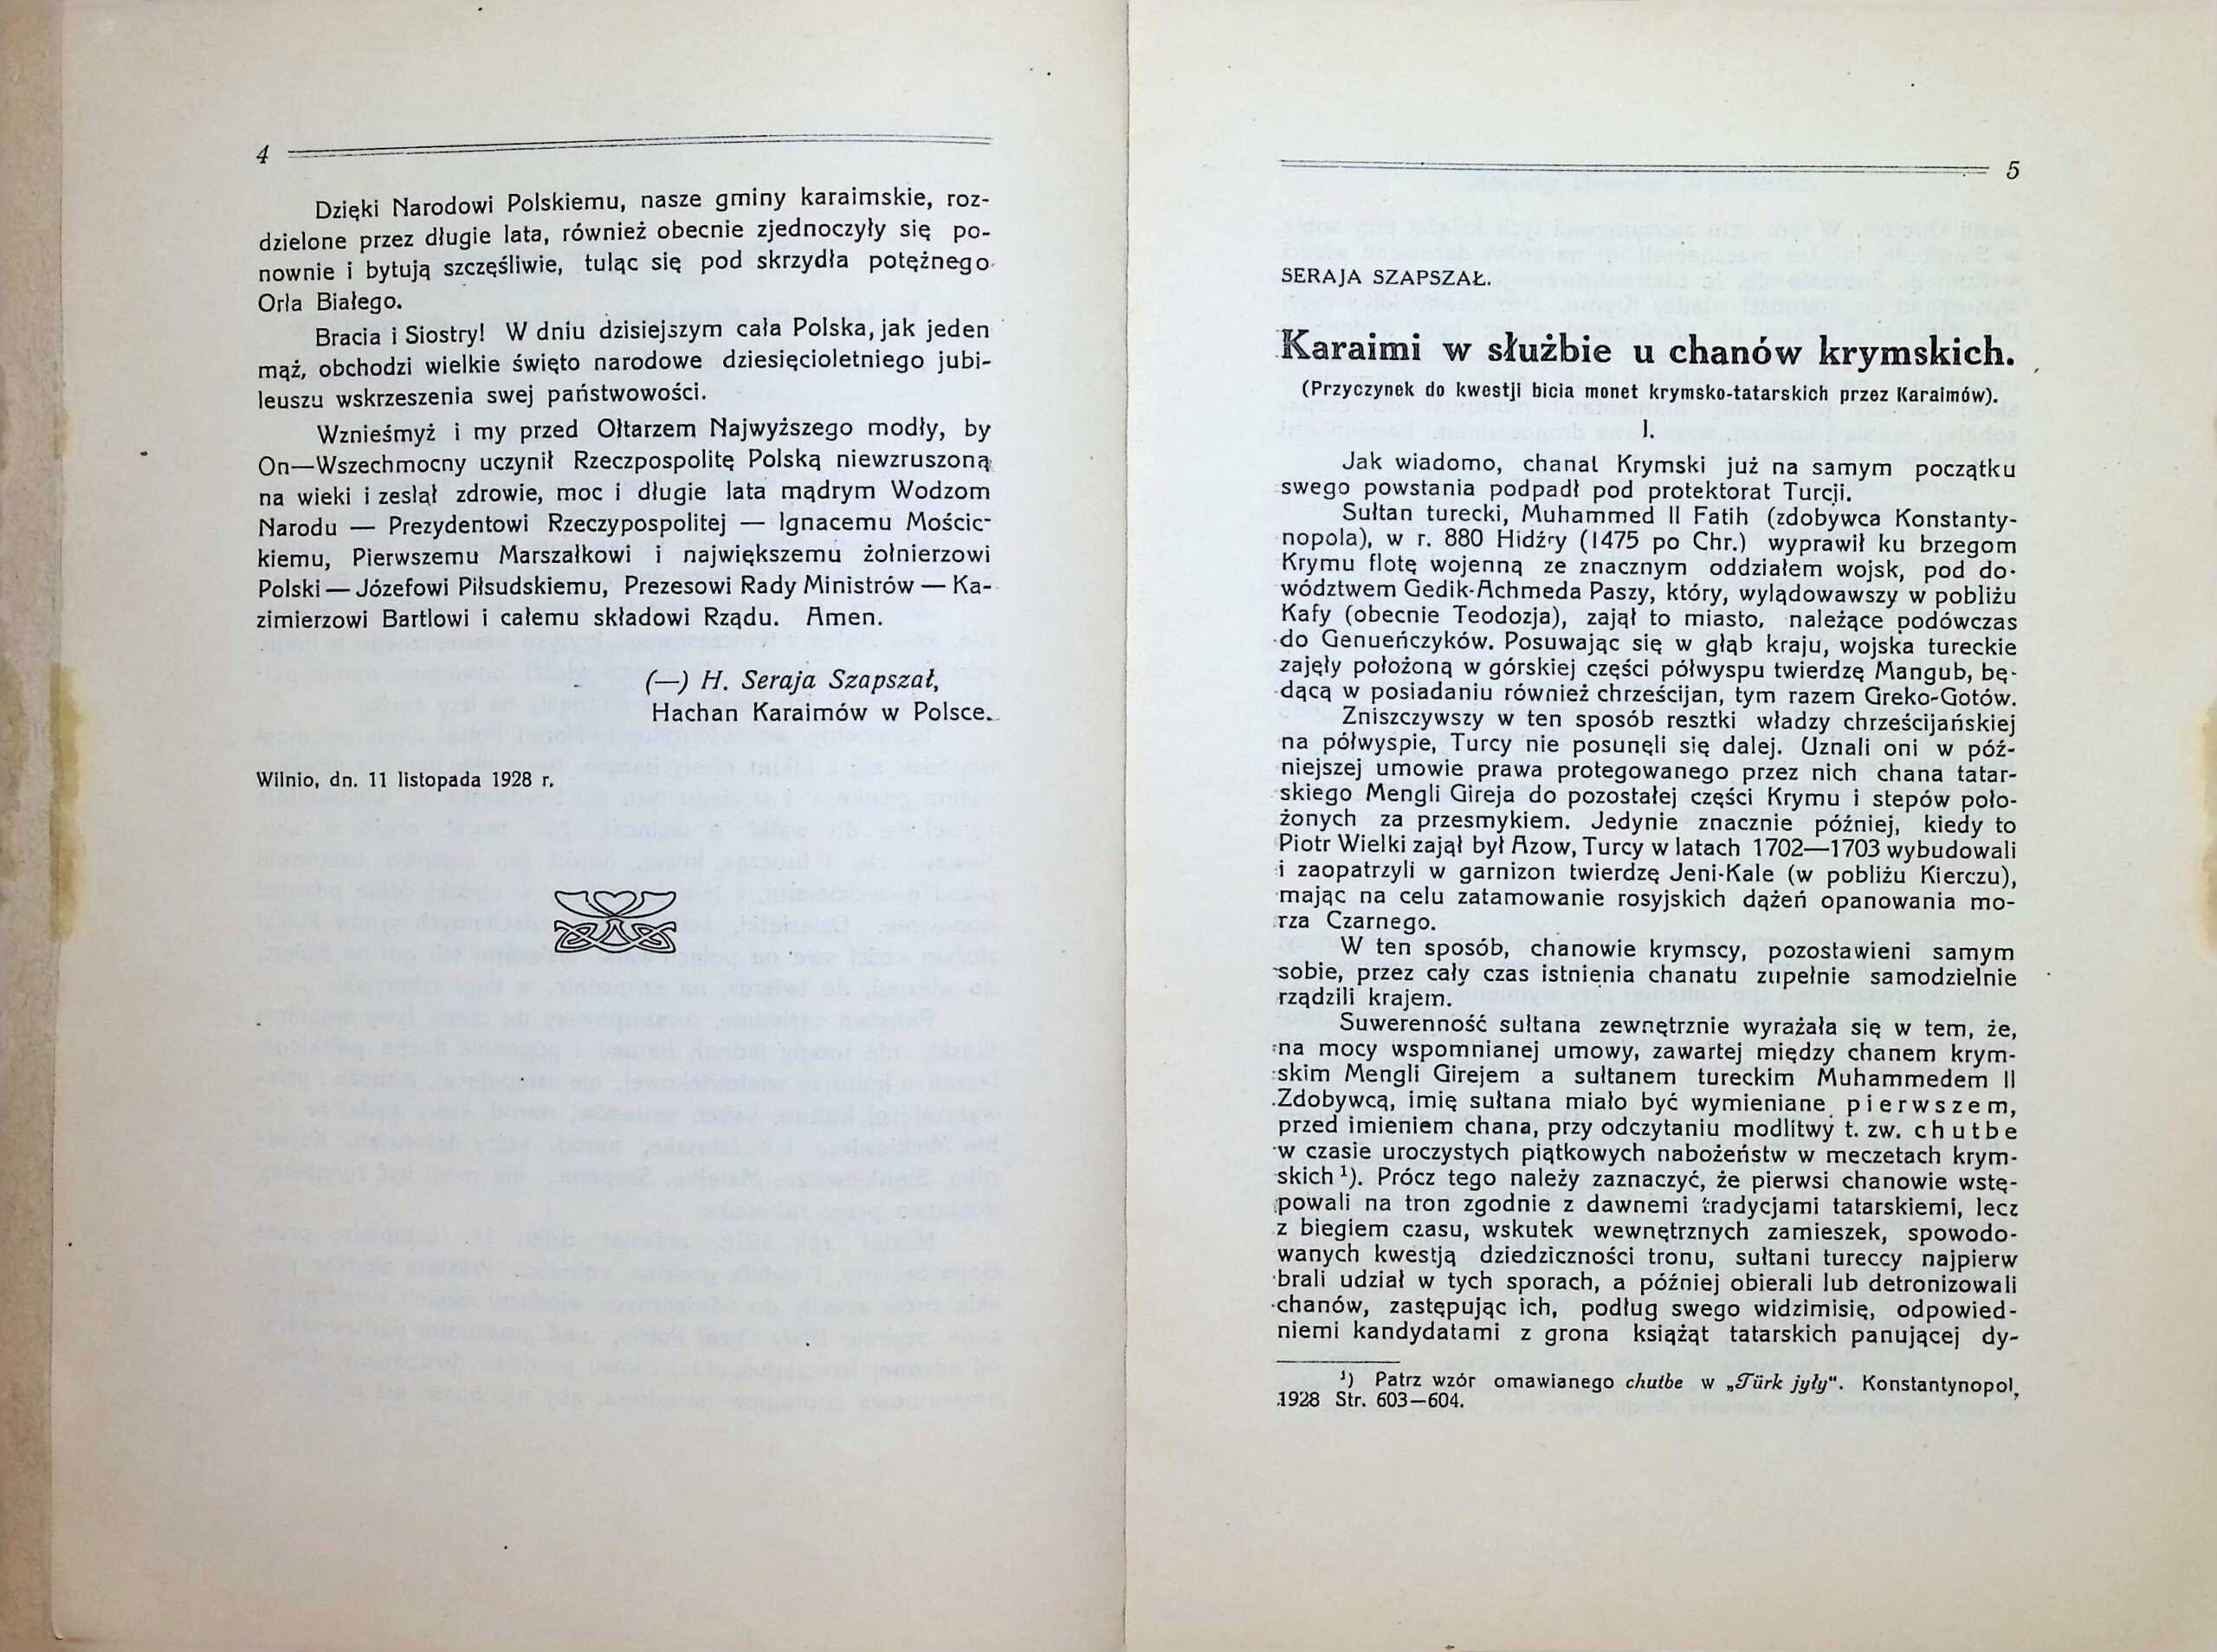 4
Dzięki Narodowi Polskiemu, nasze gminy karaimskie, roz-
dzielone przez długie lata, również obecnie zjednoczyły się po-
nownie i bytują szczęśliwie, tuląc się pod skrzydła potężnego
Orła Białego.
Bracia i Siostry! W dniu dzisiejszym cała Polska, jak jeden
mąż, obchodzi wielkie święto narodowe dziesięcioletniego jubi-
leuszu wskrzeszenia swej państwowości.
Wznieśmyż i my przed Ołtarzem Najwyższego modły, by
On—Wszechmocny uczynił Rzeczpospolitę Polską niewzruszoną
na wieki i zesłął zdrowie, moc i długie lata mądrym Wodzom
Narodu — Prezydentowi Rzeczypospolitej — Ignacemu Mościc-
kiemu, Pierwszemu Marszałkowi i największemu żołnierzowi
Polski — Józefowi Piłsudskiemu, Prezesowi Rady Ministrów — Ka-
zimierzowi Bartlowi i całemu składowi Rządu. Amen.
(—) H. Seraja Szapszał,
Hachan Karaimów w Polsce.
Wilnio, dn. 11 listopada 1928 r.
5
SERAJA SZAPSZAŁ.
Karaimi w służbie u chanów krymskich.
(Przyczynek do kwestji bicia monet krymsko-tatarskich przez Karaimów).
I.
Jak wiadomo, chanat Krymski już na samym początku
swego powstania podpadł pod protektorat Turcji.
Sułtan turecki, Muhammed II Fatih (zdobywca Konstanty-
nopola), w r. 880 Hidżry (1475 po Chr.) wyprawił ku brzegom
Krymu flotę wojenną ze znacznym oddziałem wojsk, pod do-
wództwem Gedik-Achmeda Paszy, który, wylądowawszy w pobliżu
Kafy (obecnie Teodozja), zajął to miasto, należące podówczas
do Genueńczyków. Posuwając się w głąb kraju, wojska tureckie
zajęły położoną w górskiej części półwyspu twierdzę Mangub, bę-
dącą w posiadaniu również chrześcijan, tym razem Greko-Gotów.
Zniszczywszy w ten sposób resztki władzy chrześcijańskiej
na półwyspie, Turcy nie posunęli się dalej. Uznali oni w póź-
niejszej umowie prawa protegowanego przez nich chana tatar-
skiego Mengli Gireja do pozostałej części Krymu i stepów poło-
żonych za przesmykiem. Jedynie znacznie później, kiedy to
Piotr Wielki zajął był Azow, Turcy w latach 1702—1703 wybudowali
i zaopatrzyli w garnizon twierdzę Jeni-Kale (w pobliżu Kierczu),
mając na celu zatamowanie rosyjskich dążeń opanowania mo-
rza Czarnego.
W ten sposób, chanowie krymscy, pozostawieni samym
sobie, przez cały czas istnienia chanatu zupełnie samodzielnie
rządzili krajem.
Suwerenność sułtana zewnętrznie wyrażała się w tem, że,
na mocy wspomnianej umowy, zawartej między chanem krym-
skim Mengli Girejem a sułtanem tureckim Muhammedem II
Zdobywcą, imię sułtana miało być wymieniane pierwszem,
przed imieniem chana, przy odczytaniu modlitwy t. zw. chutbe
w czasie uroczystych piątkowych nabożeństw w meczetach krym-
skich ¹). Prócz tego należy zaznaczyć, że pierwsi chanowie wstę-
powali na tron zgodnie z dawnemi tradycjami tatarskiemi, lecz
z biegiem czasu, wskutek wewnętrznych zamieszek, spowodo-
wanych kwestją dziedziczności tronu, sułtani tureccy najpierw
brali udział w tych sporach, a później obierali lub detronizowali
chanów, zastępując ich, podług swego widzimisię, odpowied-
niemi kandydatami z grona książąt tatarskich panującej dy-
¹) Patrz wzór omawianego chutbe w „Türk jyły". Konstantynopol,
1928 Str. 603—604.